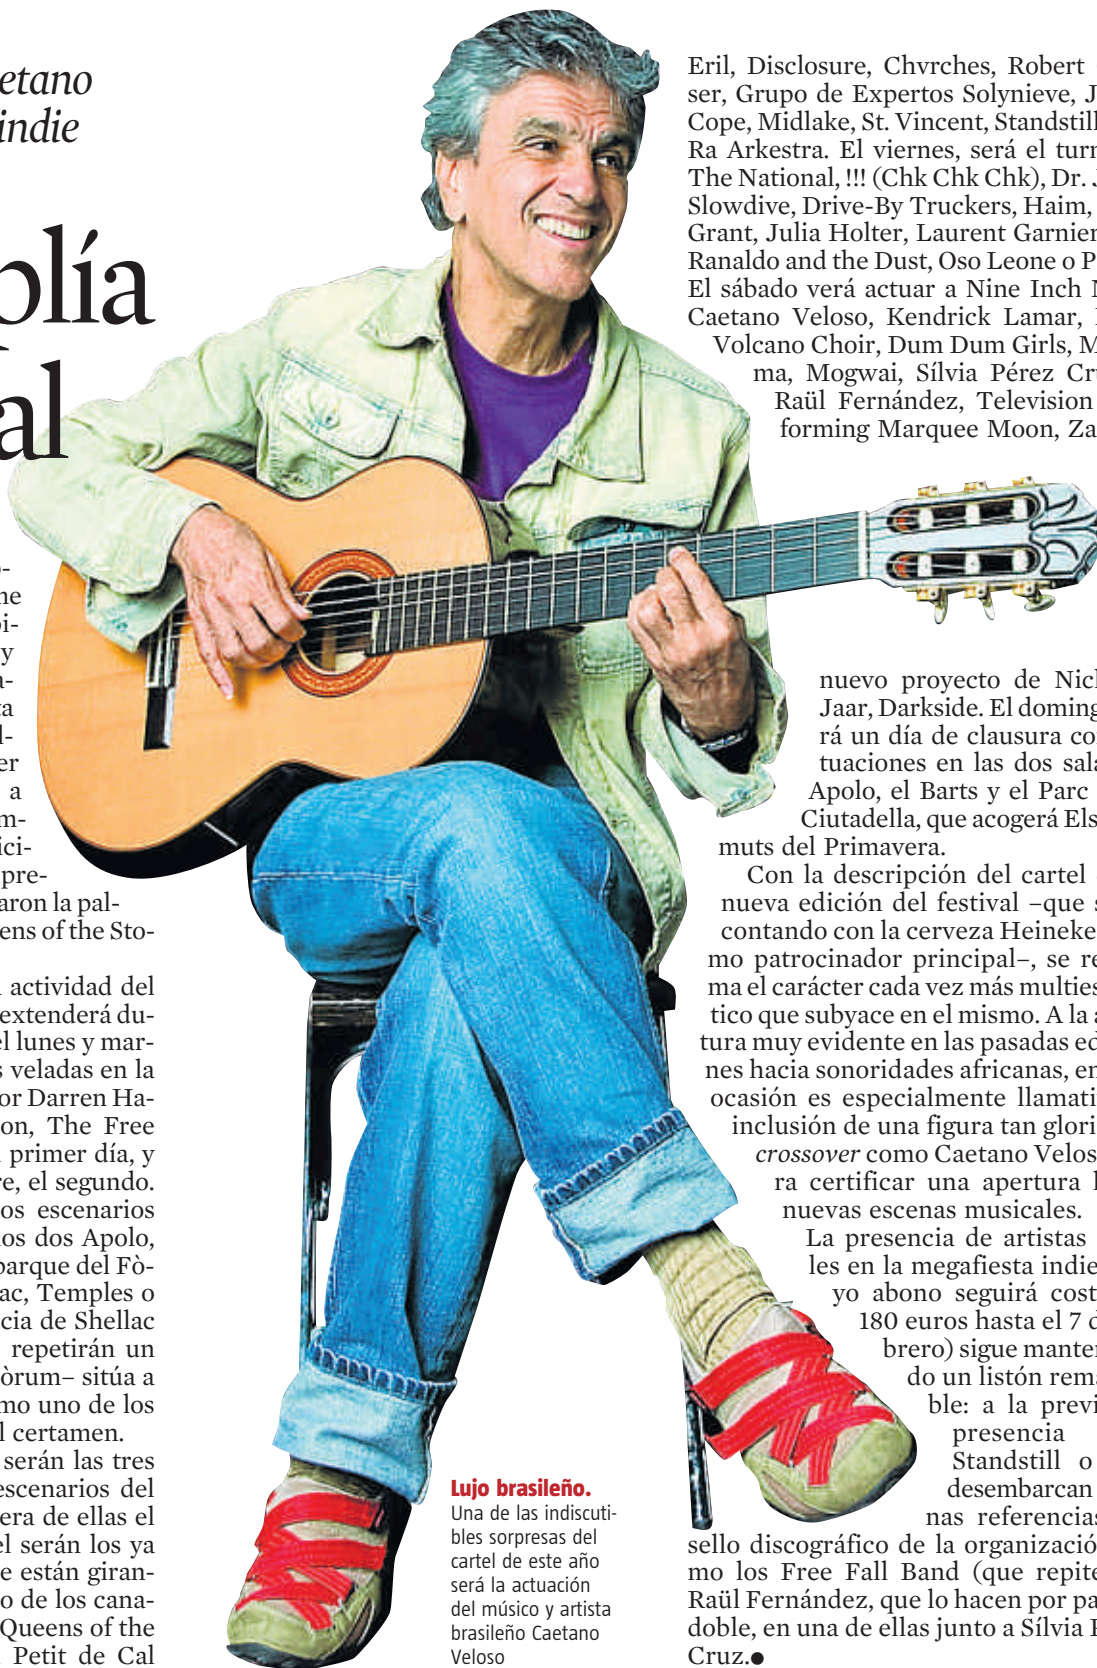 etano
indie
plía
al
o-
ne
pi-
y
a-
ta
l-
er
a
m-
ici-
pre-
aron la pal-
ens of the Sto-
actividad del
extenderá du-
el lunes y mar-
s veladas en la
or Darren Ha-
on, The Free
primer día, y
re, el segundo.
os escenarios
los dos Apolo,
parque del Fò-
ac, Temples o
cia de Shellac
repetirán un
òrum– sitúa a
mo uno de los
l certamen.
serán las tres
escenarios del
era de ellas el
el serán los ya
e están giran-
o de los cana-
Queens of the
Petit de Cal
Lujo brasileño.
Una de las indiscuti-
bles sorpresas del
cartel de este año
será la actuación
del músico y artista
brasileño Caetano
Veloso
Eril, Disclosure, Chvrches, Robert
ser, Grupo de Expertos Solynieve, J
Cope, Midlake, St. Vincent, Standstill
Ra Arkestra. El viernes, será el turn
The National, !!! (Chk Chk Chk), Dr. J
Slowdive, Drive-By Truckers, Haim,
Grant, Julia Holter, Laurent Garnier
Ranaldo and the Dust, Oso Leone o P
El sábado verá actuar a Nine Inch N
Caetano Veloso, Kendrick Lamar,
Volcano Choir, Dum Dum Girls, M
ma, Mogwai, Sílvia Pérez Cru
Raül Fernández, Television
forming Marquee Moon, Za
nuevo proyecto de Nich
Jaar, Darkside. El doming
rá un día de clausura con
tuaciones en las dos sala
Apolo, el Barts y el Parc
Ciutadella, que acogerá Els
muts del Primavera.
Con la descripción del cartel
nueva edición del festival –que s
contando con la cerveza Heineke
mo patrocinador principal–, se re
ma el carácter cada vez más multies
tico que subyace en el mismo. A la a
tura muy evidente en las pasadas ed
nes hacia sonoridades africanas, en
ocasión es especialmente llamativ
inclusión de una figura tan glori
crossover como Caetano Velos
ra certificar una apertura h
nuevas escenas musicales.
La presencia de artistas
les en la megafiesta indie
yo abono seguirá cost
180 euros hasta el 7 d
brero) sigue manten
do un listón rema
ble: a la previ
presencia
Standstill o
desembarcan
nas referencias
sello discográfico de la organizació
mo los Free Fall Band (que repite
Raül Fernández, que lo hacen por pa
doble, en una de ellas junto a Sílvia P
Cruz.●